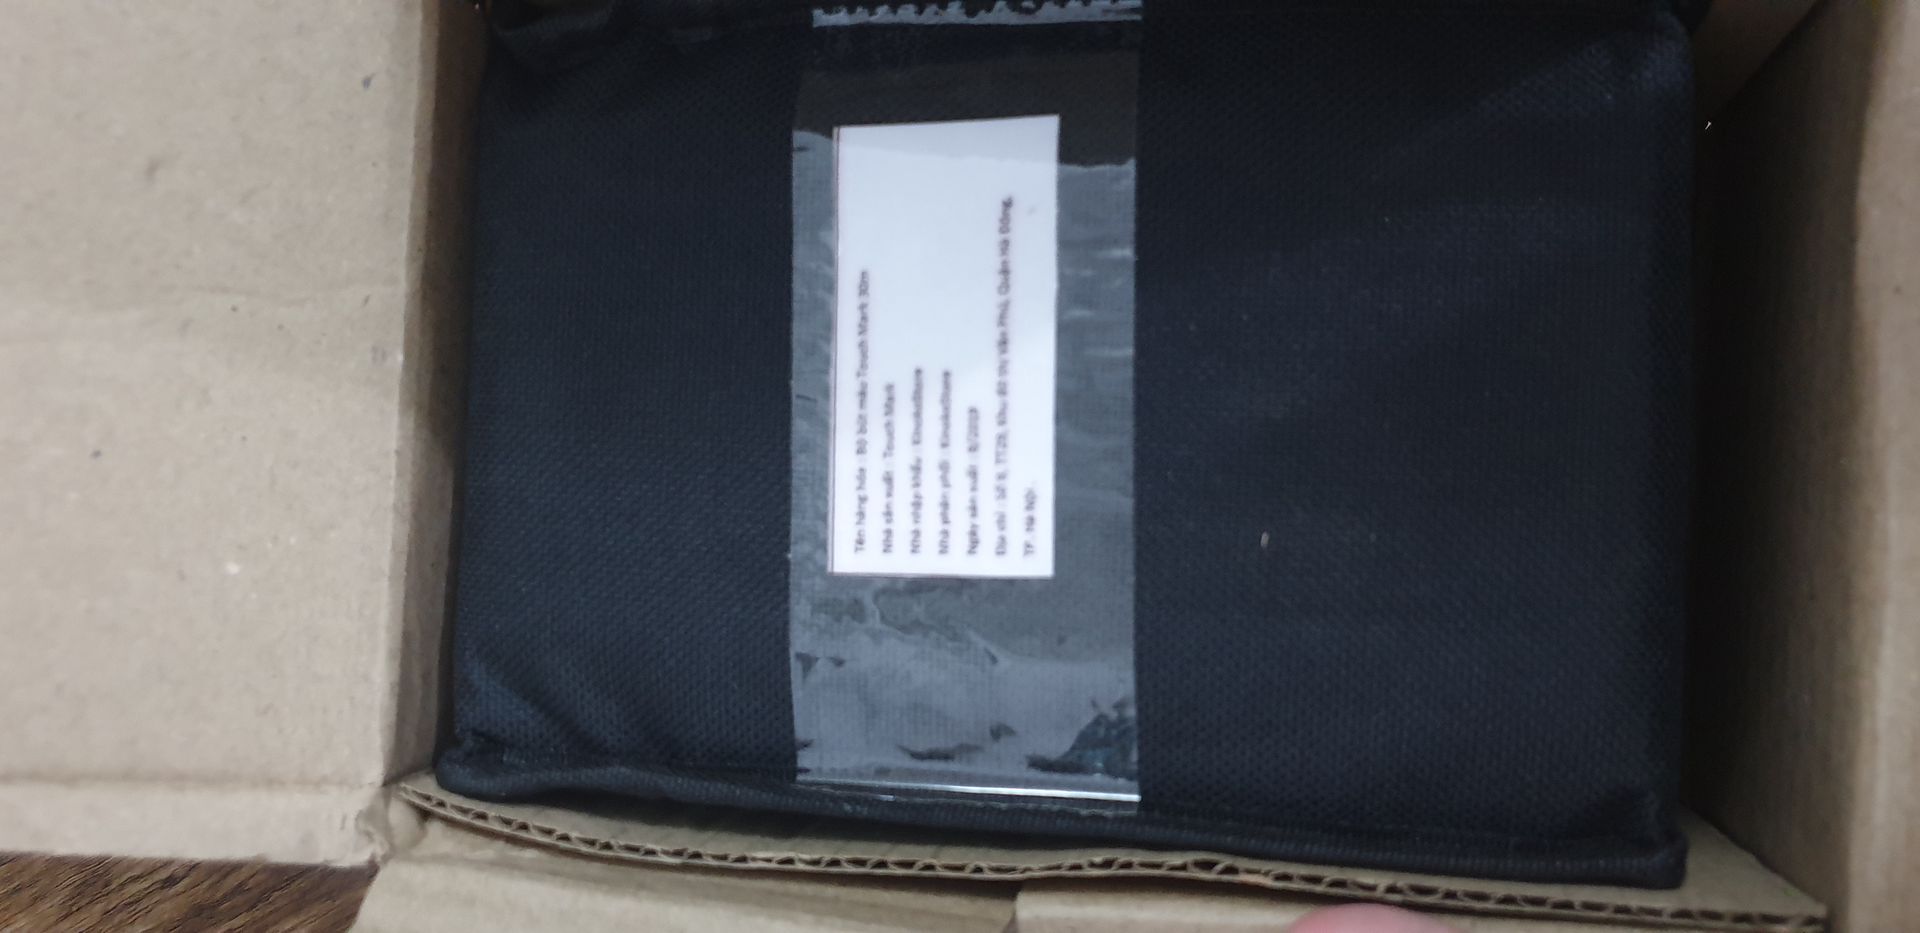 Tên hàng hóa : Bộ bút màu Touch Mark 30m
Nhà sản xuất : Touch Mark
Nhà nhập khẩu :
Nhà phân phối :
Ngày sản xuất : 8/2019
Địa chỉ : Số 9, TT29, Khu đô thị Văn Phú, Quận Hà Đông,
TP. Hà Nội.